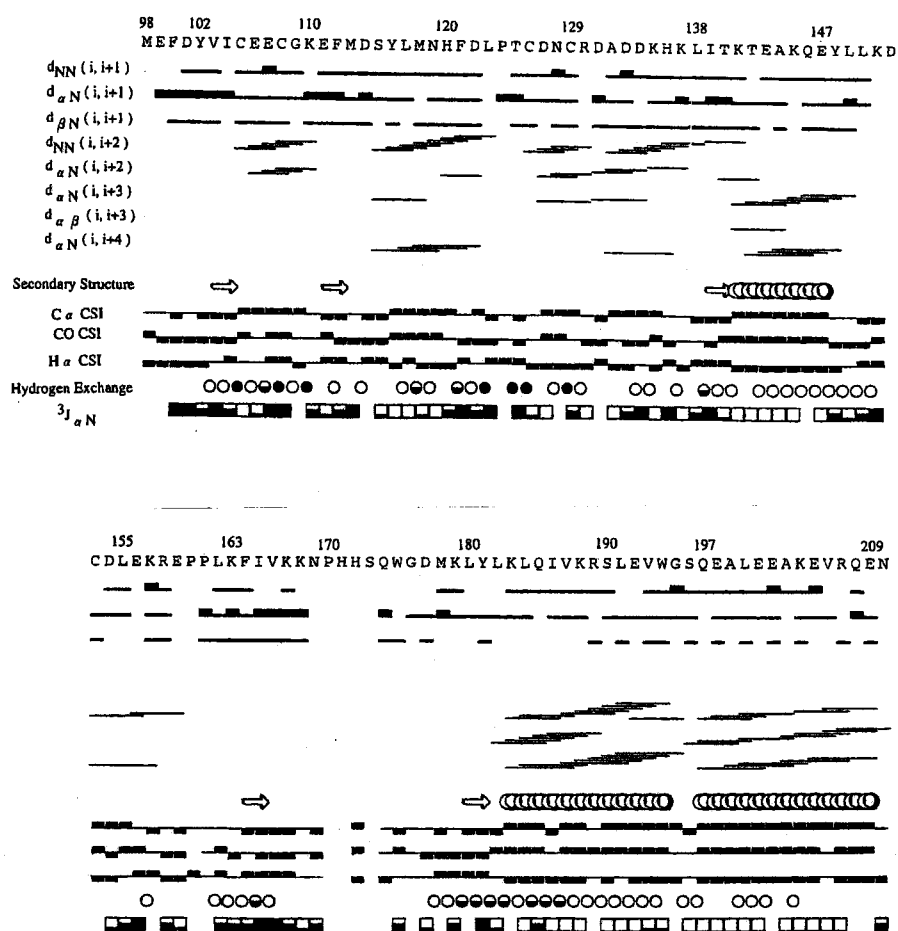 98 102 110 120 129 138 147
MEFDYVICEECGKEFMDSYLMNHFDLPTCDNCRDADDKHKLITKTEAKQEYLLKD
dNN(i, i+1)
dαN(i, i+1)
dβN(i, i+1)
dNN(i, i+2)
dαN(i, i+2)
dαN(i, i+3)
dαβ(i, i+3)
dαN(i, i+4)
Secondary Structure
Cα CSI
CO CSI
Hα CSI
Hydrogen Exchange
3JαN
155 163 170 180 190 197 209
CDLEKREPPLKFIVKKNPHHSQWGDMKLYLKLQIVKRSLEVWGSQEALEEAKEVRQEN